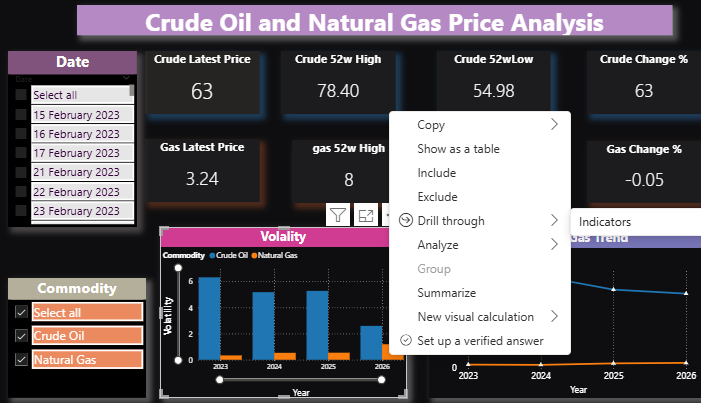 Crude Oil and Natural Gas Price Analysis
Date
Date
Select all
15 February 2023
16 February 2023
17 February 2023
21 February 2023
22 February 2023
23 February 2023
Crude Latest Price
63
Crude 52w High
78.40
Crude 52wLow
54.98
Crude Change %
63
Gas Latest Price
3.24
gas 52w High
8
Gas Change %
-0.05
Copy
Show as a table
Include
Exclude
Drill through
Indicators
Analyze
Group
Summarize
New visual calculation
Set up a verified answer
Commodity
Select all
Crude Oil
Natural Gas
Volality
Commodity Crude Oil Natural Gas
Volatility
6
4
2
0
2023 2024 2025 2026
Year
Gas Trend
2023 2024 2025 2026
Year